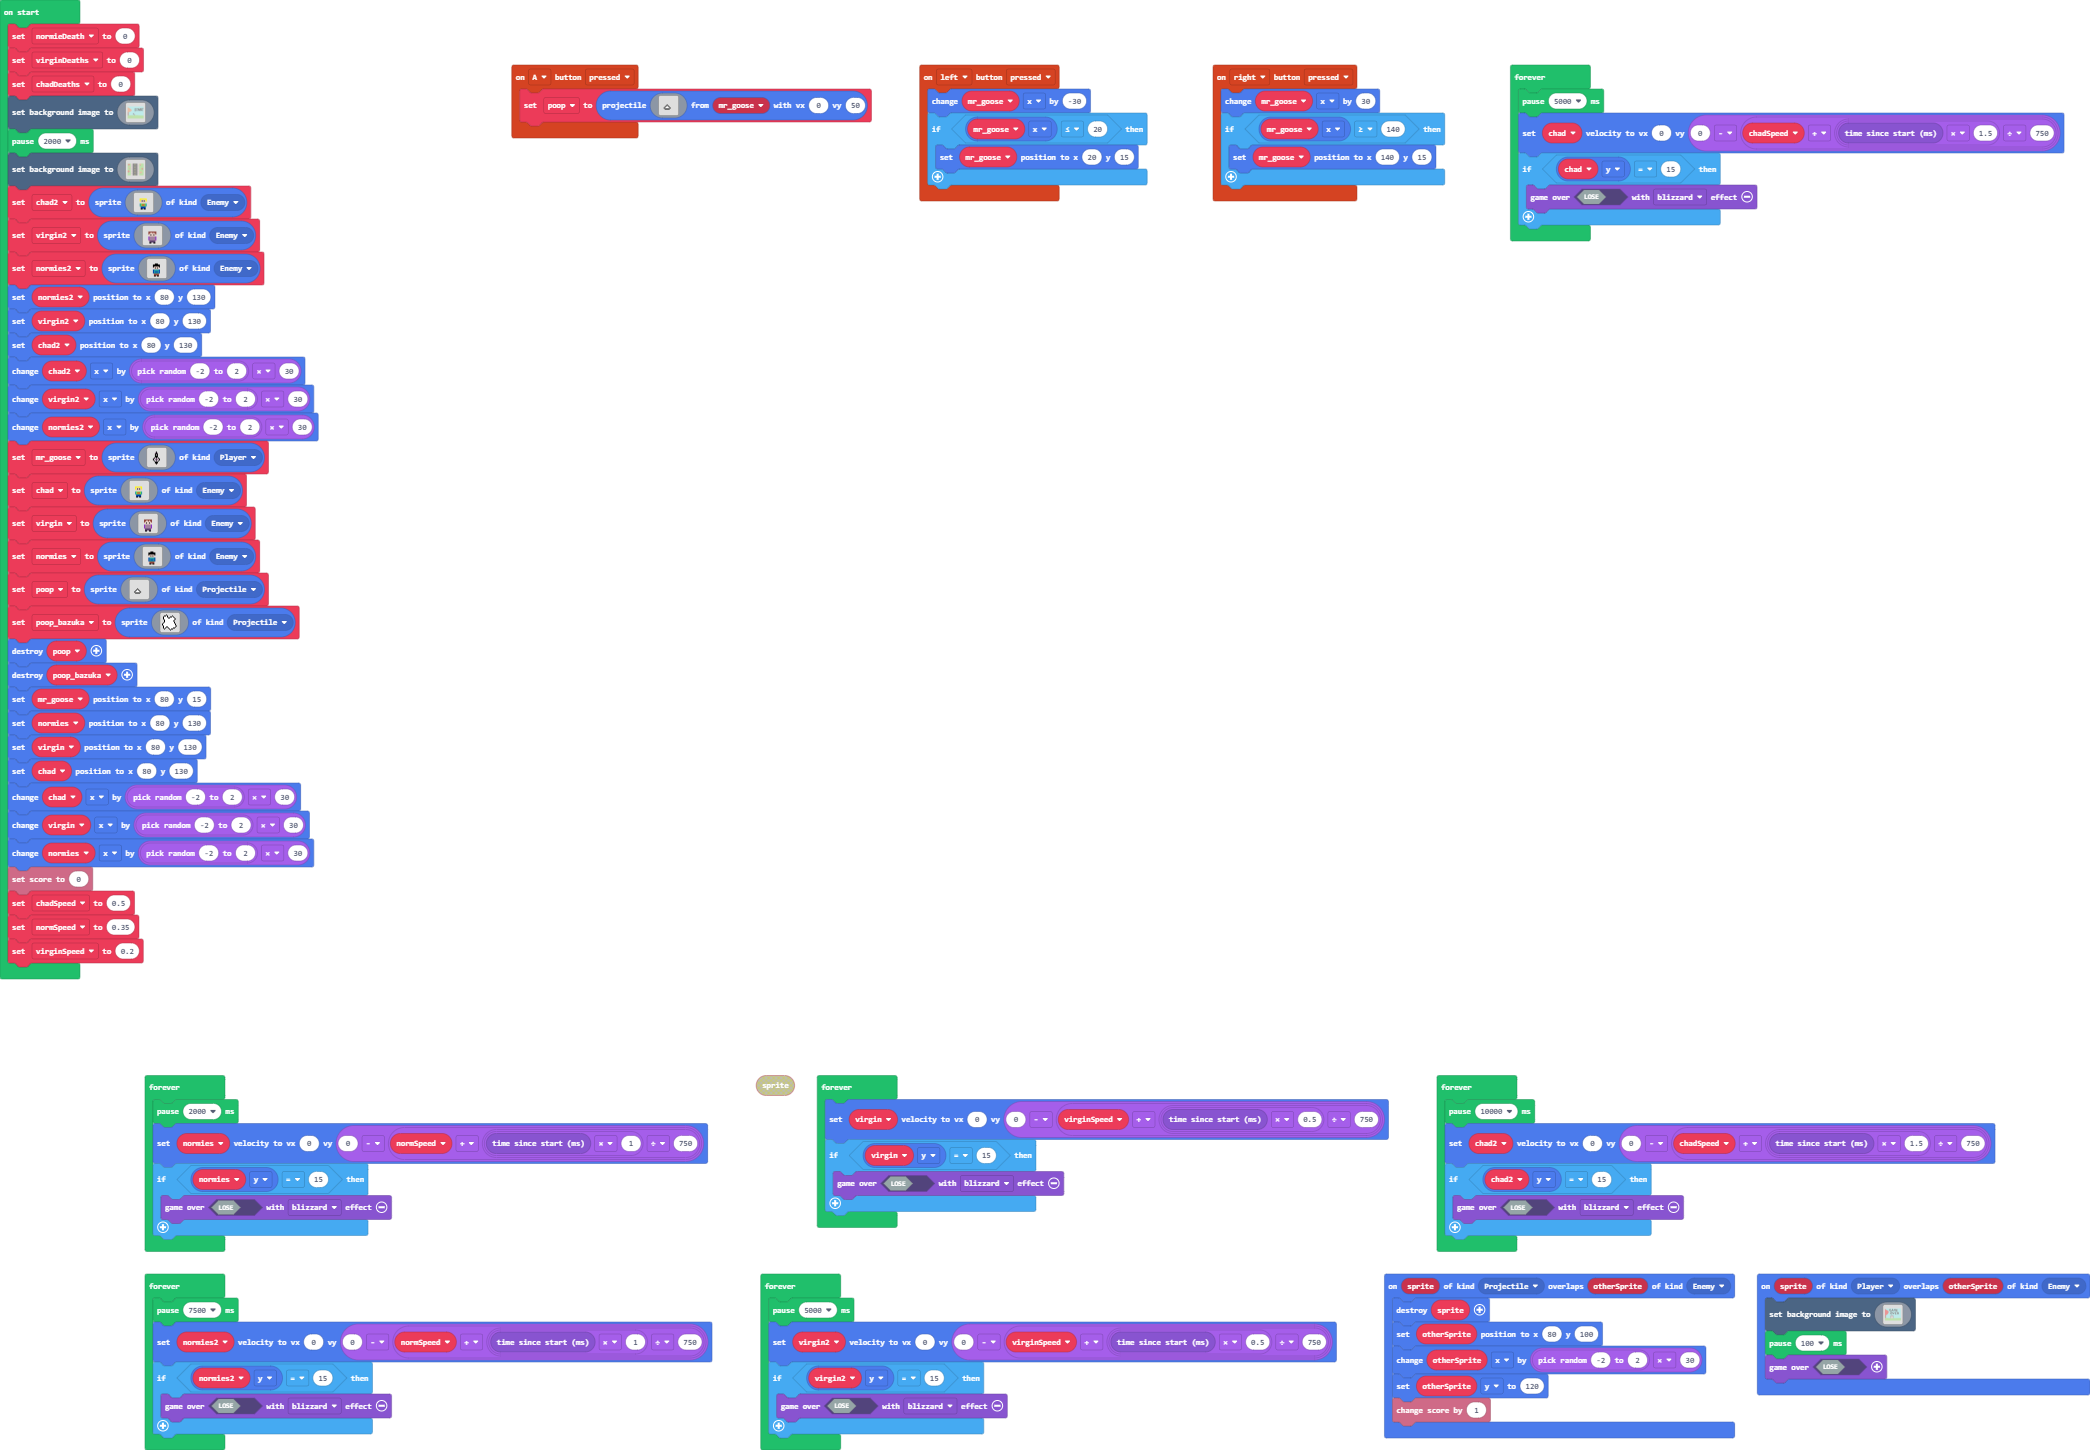 on start
set normieDeath to 0
set virginDeaths to 0
set chadDeaths to 0
set background image to
pause 2000 ms
set background image to
set chad2 to sprite of kind Enemy
set virgin2 to sprite of kind Enemy
set normies2 to sprite of kind Enemy
set normies2 position to x 80 y 130
set virgin2 position to x 80 y 130
set chad2 position to x 80 y 130
change chad2 x by pick random -2 to 2 × 30
change virgin2 x by pick random -2 to 2 × 30
change normies2 x by pick random -2 to 2 × 30
set mr_goose to sprite of kind Player
set chad to sprite of kind Enemy
set virgin to sprite of kind Enemy
set normies to sprite of kind Enemy
set poop to sprite of kind Projectile
set poop_bazuka to sprite of kind Projectile
destroy poop
destroy poop_bazuka
set mr_goose position to x 80 y 15
set normies position to x 80 y 130
set virgin position to x 80 y 130
set chad position to x 80 y 130
change chad x by pick random -2 to 2 × 30
change virgin x by pick random -2 to 2 × 30
change normies x by pick random -2 to 2 × 30
set score to 0
set chadSpeed to 0.5
set normSpeed to 0.35
set virginSpeed to 0.2
on A button pressed
set poop to projectile from mr_goose with vx 0 vy 50
on left button pressed
change mr_goose x by -30
if mr_goose x ≤ 20 then
set mr_goose position to x 20 y 15
on right button pressed
change mr_goose x by 30
if mr_goose x ≥ 140 then
set mr_goose position to x 140 y 15
forever
pause 5000 ms
set chad velocity to vx 0 vy 0 - chadSpeed + time since start (ms) × 1.5 ÷ 750
if chad y = 15 then
game over LOSE with blizzard effect
forever
pause 2000 ms
set normies velocity to vx 0 vy 0 - normSpeed + time since start (ms) × 1 ÷ 750
if normies y = 15 then
game over LOSE with blizzard effect
sprite
forever
set virgin velocity to vx 0 vy 0 - virginSpeed + time since start (ms) × 0.5 ÷ 750
if virgin y = 15 then
game over LOSE with blizzard effect
forever
pause 10000 ms
set chad2 velocity to vx 0 vy 0 - chadSpeed + time since start (ms) × 1.5 ÷ 750
if chad2 y = 15 then
game over LOSE with blizzard effect
forever
pause 7500 ms
set normies2 velocity to vx 0 vy 0 - normSpeed + time since start (ms) × 1 ÷ 750
if normies2 y = 15 then
game over LOSE with blizzard effect
forever
pause 5000 ms
set virgin2 velocity to vx 0 vy 0 - virginSpeed + time since start (ms) × 0.5 ÷ 750
if virgin2 y = 15 then
game over LOSE with blizzard effect
on sprite of kind Projectile overlaps otherSprite of kind Enemy
destroy sprite
set otherSprite position to x 80 y 100
change otherSprite x by pick random -2 to 2 × 30
set otherSprite y to 120
change score by 1
on sprite of kind Player overlaps otherSprite of kind Enemy
set background image to
pause 100 ms
game over LOSE